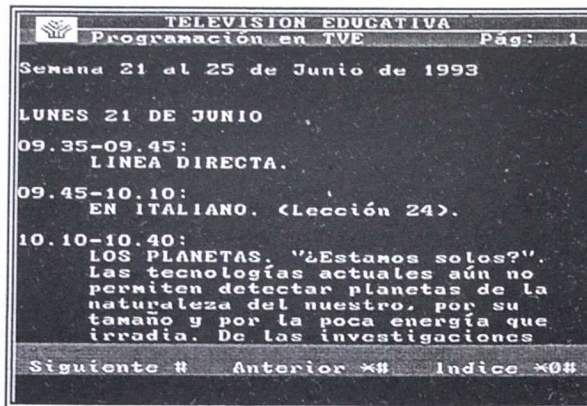 TELEVISION EDUCATIVA
Programación en TVE Pág: 1
Semana 21 al 25 de Junio de 1993
LUNES 21 DE JUNIO
09.35-09.45:
LINEA DIRECTA.
09.45-10.10:
EN ITALIANO. <Lección 24>.
10.10-10.40:
LOS PLANETAS. "¿Estamos solos?".
Las tecnologías actuales aún no
permiten detectar planetas de la
naturaleza del nuestro, por su
tamaño y por la poca energía que
irradia. De las investigaciones
Siguiente # Anterior *# Indice *0#